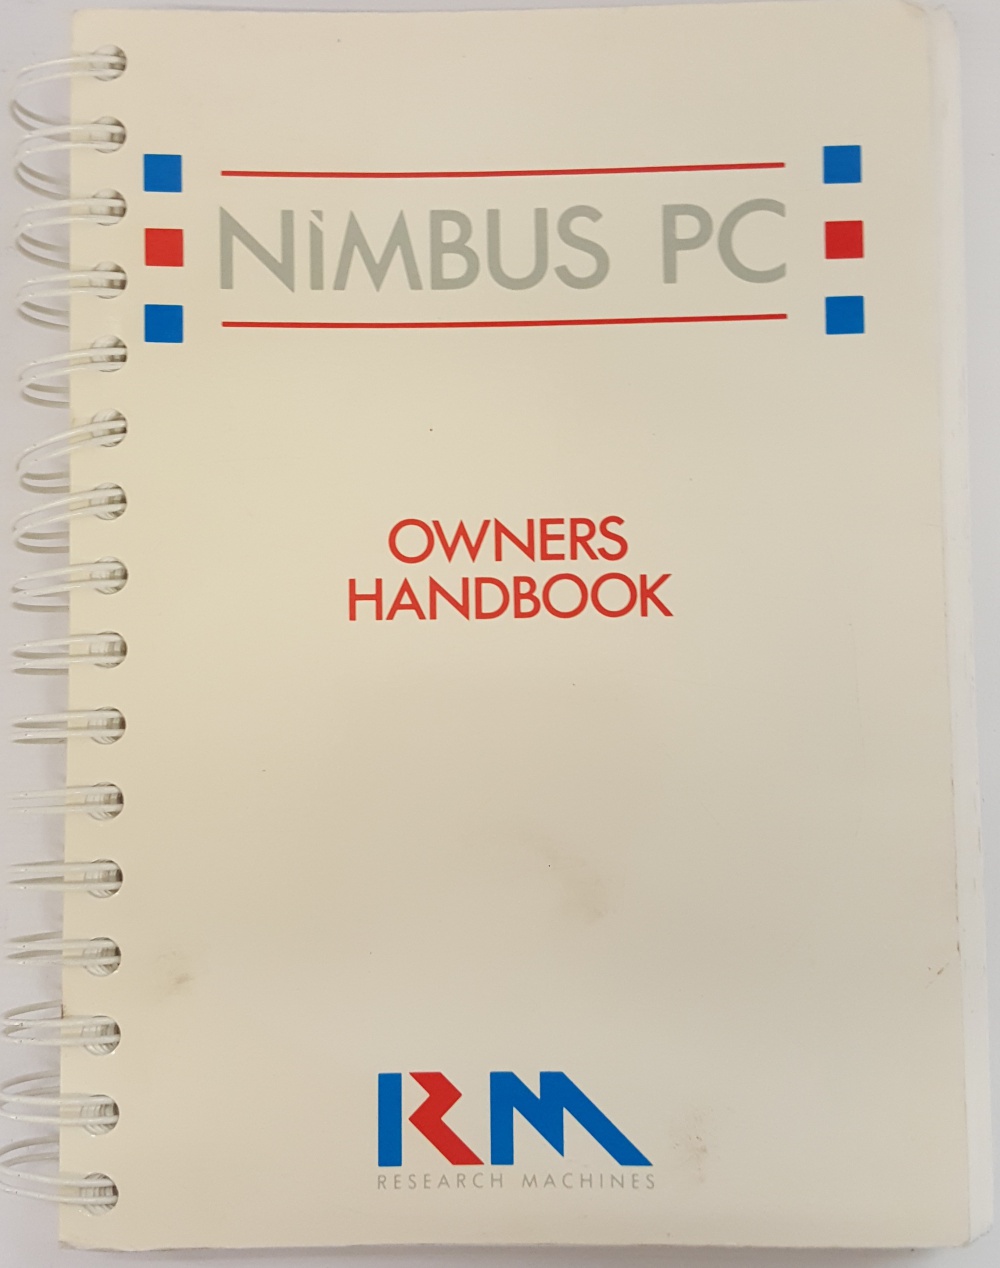 NiMBUS PC
OWNERS
HANDBOOK
RM
RESEARCH MACHINES